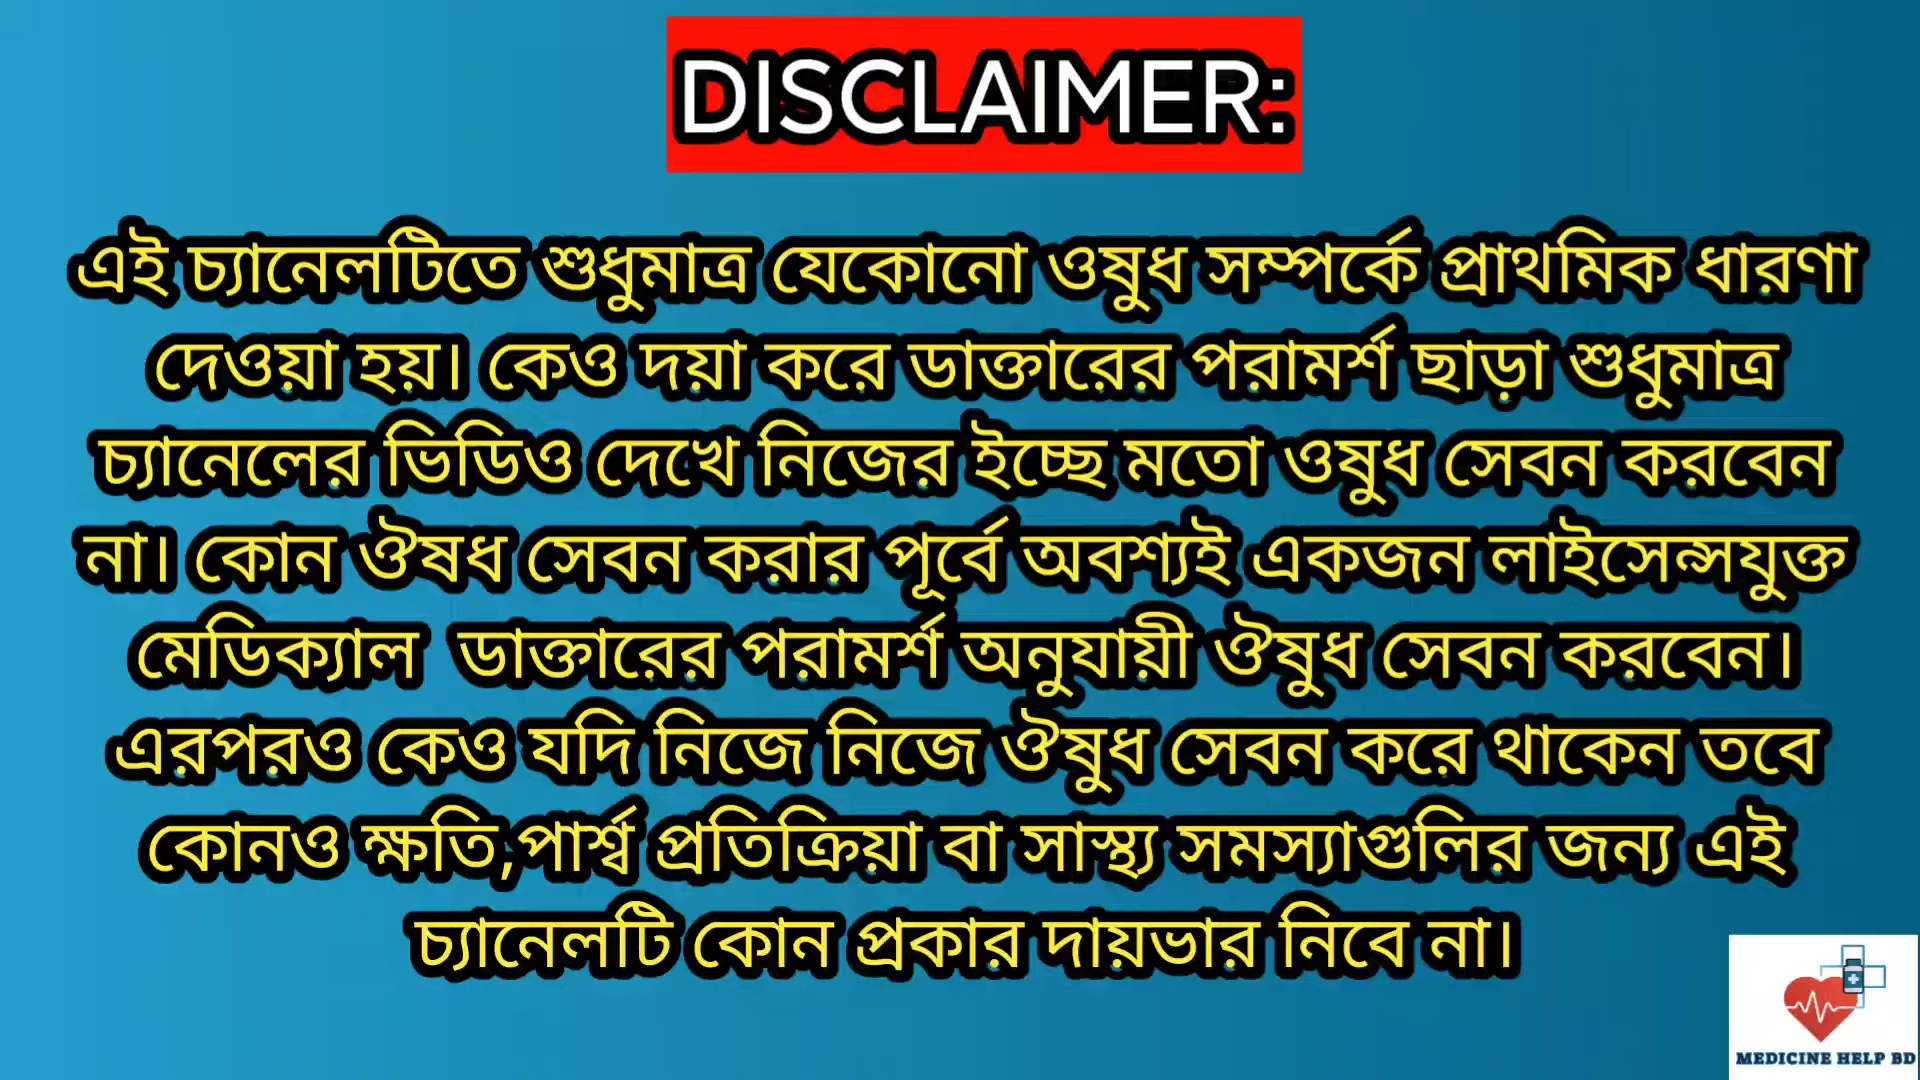 DISCLAIMER:
এই চ্যানেলটিতে শুধুমাত্র যেকোনো ওষুধ সম্পর্কে প্রাথমিক ধারণা
দেওয়া হয়। কেও দয়া করে ডাক্তারের পরামর্শ ছাড়া শুধুমাত্র
চ্যানেলের ভিডিও দেখে নিজের ইচ্ছে মতো ওষুধ সেবন করবেন
না। কোন ঔষধ সেবন করার পূর্বে অবশ্যই একজন লাইসেন্সযুক্ত
মেডিক্যাল ডাক্তারের পরামর্শ অনুযায়ী ঔষুধ সেবন করবেন।
এরপরও কেও যদি নিজে নিজে ঔষুধ সেবন করে থাকেন তবে
কোনও ক্ষতি,পার্শ্ব প্রতিক্রিয়া বা সাস্থ্য সমস্যাগুলির জন্য এই
চ্যানেলটি কোন প্রকার দায়ভার নিবে না।
MEDICINE HELP BD